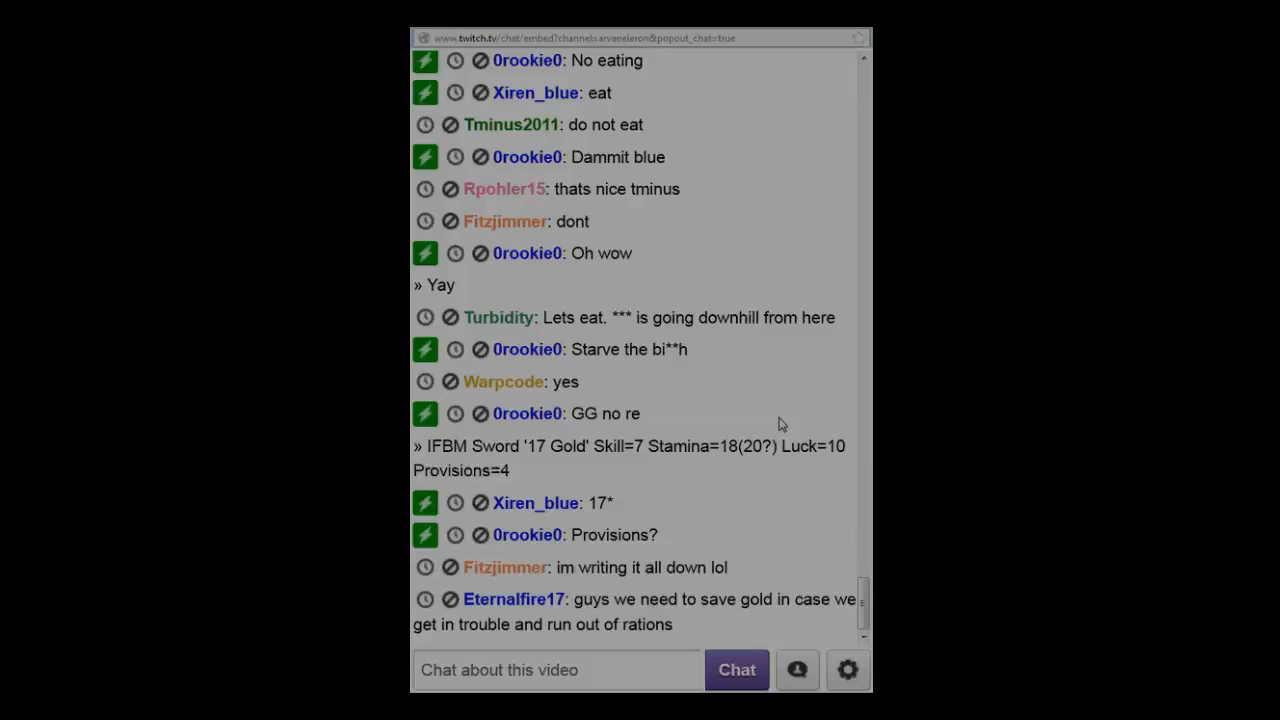 www.twitch.tv/chat/embed?channel=arvaneleron&popout_chat=true
0rookie0: No eating
Xiren_blue: eat
Tminus2011: do not eat
0rookie0: Dammit blue
Rpohler15: thats nice tminus
Fitzjimmer: dont
0rookie0: Oh wow
» Yay
Turbidity: Lets eat. *** is going downhill from here
0rookie0: Starve the bi**h
Warpcode: yes
0rookie0: GG no re
» IFBM Sword '17 Gold' Skill=7 Stamina=18(20?) Luck=10
Provisions=4
Xiren_blue: 17*
0rookie0: Provisions?
Fitzjimmer: im writing it all down lol
Eternalfire17: guys we need to save gold in case we
get in trouble and run out of rations
Chat about this video
Chat